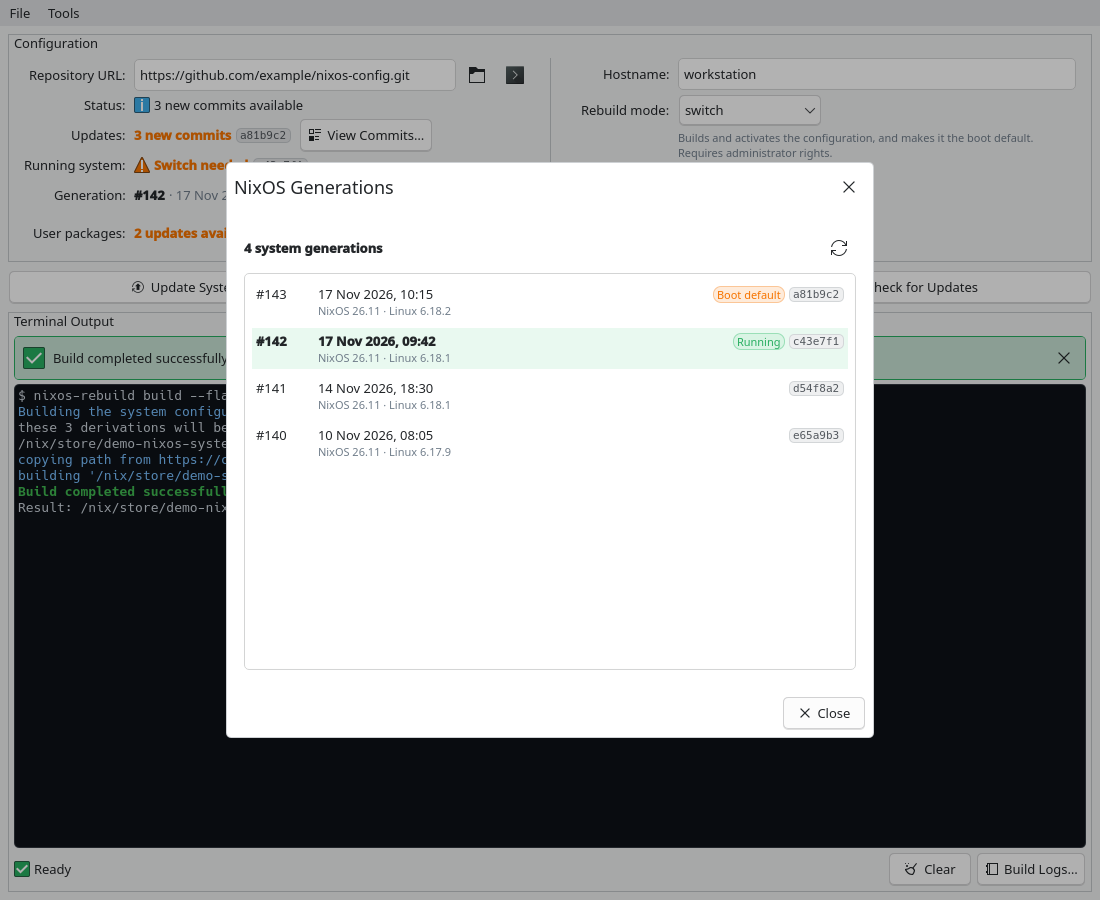 File Tools
Configuration
Repository URL: https://github.com/example/nixos-config.git
Hostname: workstation
Status: 3 new commits available
Rebuild mode: switch
Updates: 3 new commits a81b9c2 View Commits...
Builds and activates the configuration, and makes it the boot default.
Requires administrator rights.
Running system: Switch
Generation: #142 · 17 Nov
User packages: 2 updates
Update
heck for Updates
Terminal Output
Build completed successfully
$ nixos-rebuild build
Building the system
these 3 derivations will be
/nix/store/demo-nixos-syste
copying path from
building '/nix/store/demo-s
Build completed successfull
Result: /nix/store/demo-nix
NixOS Generations
4 system generations
#143 17 Nov 2026, 10:15 Boot default a81b9c2
NixOS 26.11 · Linux 6.18.2
#142 17 Nov 2026, 09:42 Running c43e7f1
NixOS 26.11 · Linux 6.18.1
#141 14 Nov 2026, 18:30 d54f8a2
NixOS 26.11 · Linux 6.18.1
#140 10 Nov 2026, 08:05 e65a9b3
NixOS 26.11 · Linux 6.17.9
Close
Ready
Clear Build Logs...